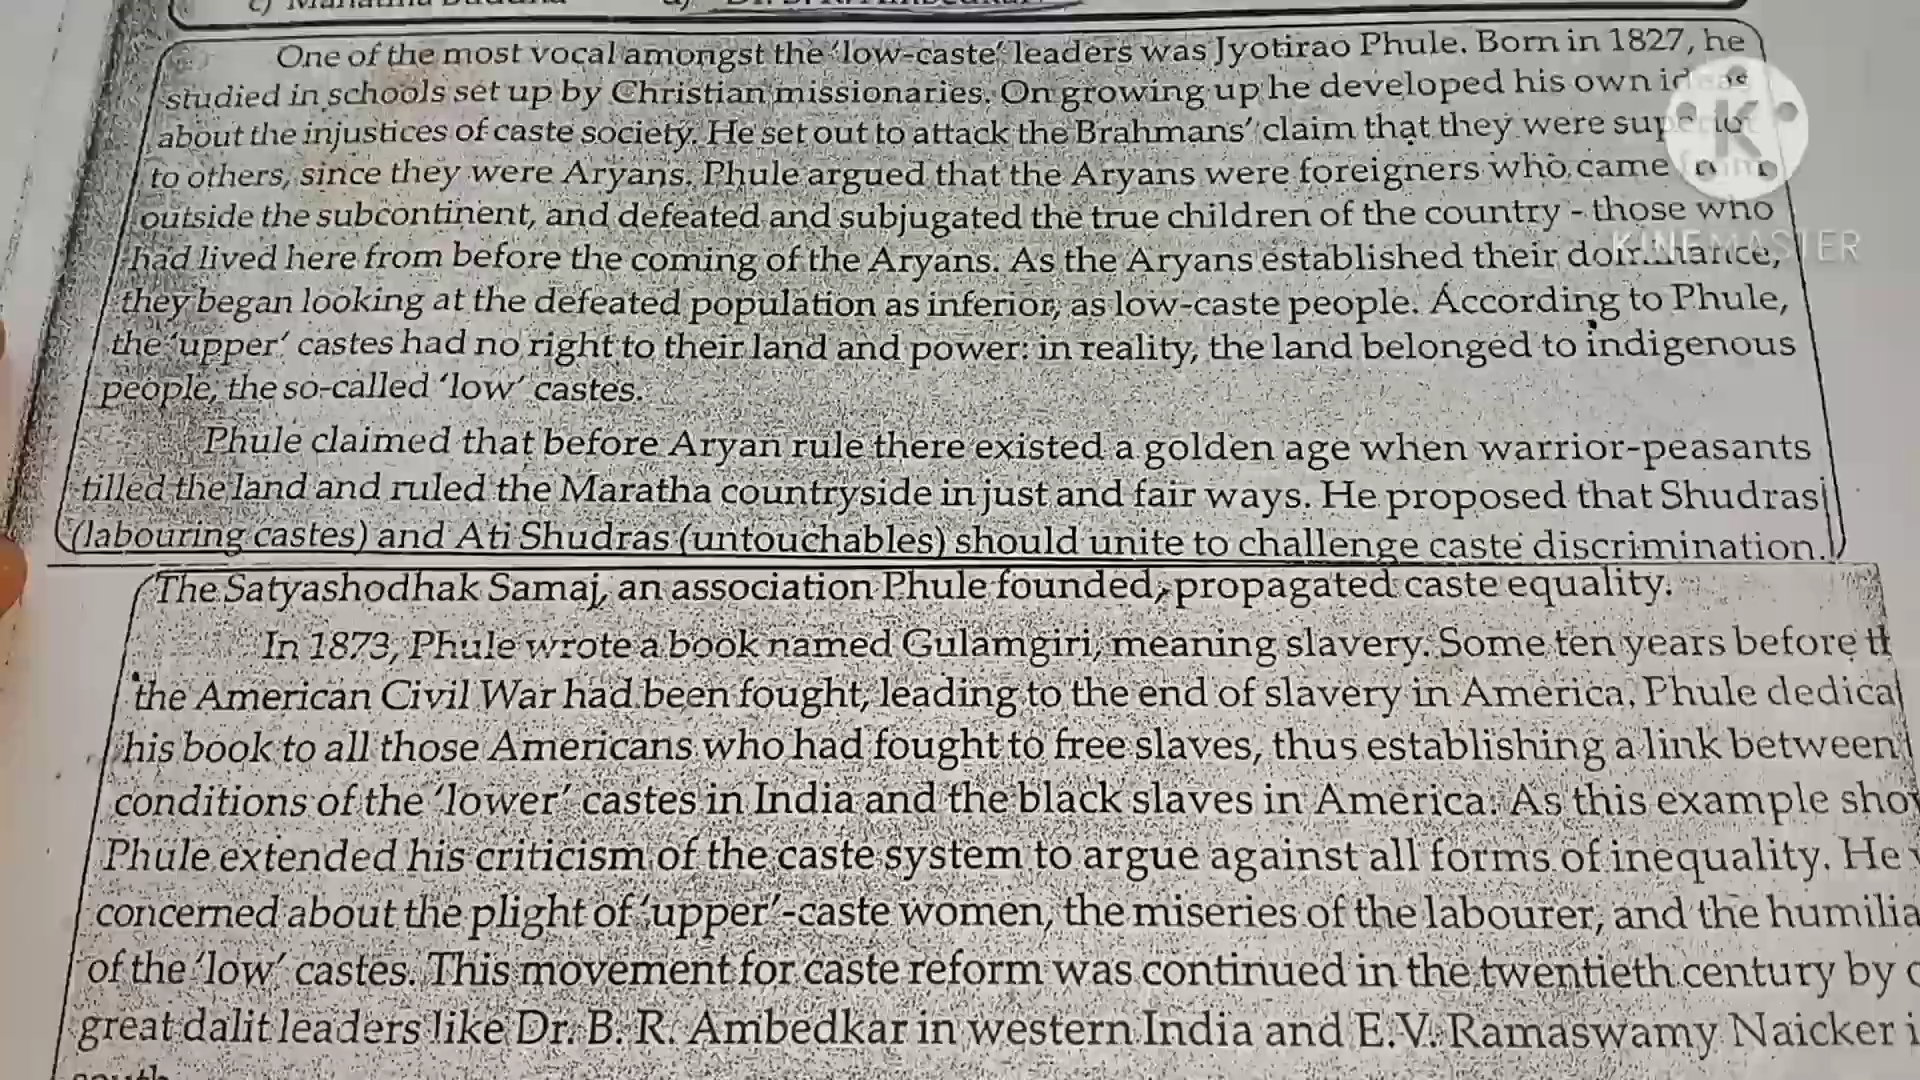 One of the most vocal amongst the 'low-caste' leaders was Jyotirao Phule. Born in 1827, he
studied in schools set up by Christian missionaries. On growing up he developed his own ideas
about the injustices of caste society. He set out to attack the Brahmans' claim that they were superior
to others, since they were Aryans. Phule argued that the Aryans were foreigners who came from
outside the subcontinent, and defeated and subjugated the true children of the country - those who
had lived here from before the coming of the Aryans. As the Aryans established their dominance,
they began looking at the defeated population as inferior, as low-caste people. According to Phule,
the 'upper' castes had no right to their land and power: in reality, the land belonged to indigenous
people, the so-called 'low' castes.
Phule claimed that before Aryan rule there existed a golden age when warrior-peasants
tilled the land and ruled the Maratha countryside in just and fair ways. He proposed that Shudras
(labouring castes) and Ati Shudras (untouchables) should unite to challenge caste discrimination.
The Satyashodhak Samaj, an association Phule founded, propagated caste equality.
In 1873, Phule wrote a book named Gulamgiri, meaning slavery. Some ten years before
the American Civil War had been fought, leading to the end of slavery in America. Phule dedica
his book to all those Americans who had fought to free slaves, thus establishing a link between
conditions of the 'lower' castes in India and the black slaves in America. As this example sho
Phule extended his criticism of the caste system to argue against all forms of inequality. He
concerned about the plight of 'upper'-caste women, the miseries of the labourer, and the humilia
of the 'low' castes. This movement for caste reform was continued in the twentieth century by
great dalit leaders like Dr. B. R. Ambedkar in western India and E.V. Ramaswamy Naicker i
K
KINEMASTER